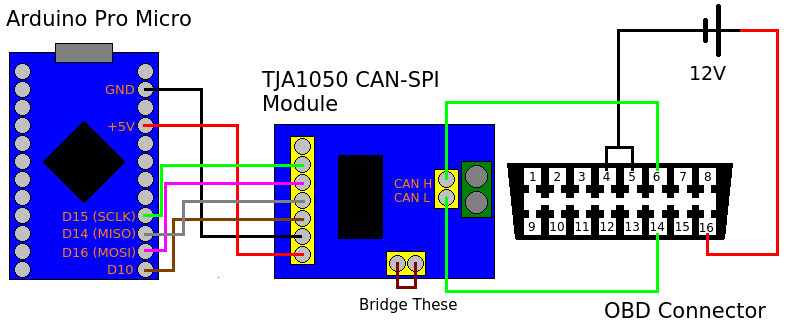 Arduino Pro Micro
GND
+5V
D15 (SCLK)
D14 (MISO)
D16 (MOSI)
D10
TJA1050 CAN-SPI
Module
CAN H
CAN L
Bridge These
12V
1 2 3 4 5 6 7 8
9 10 11 12 13 14 15 16
OBD Connector